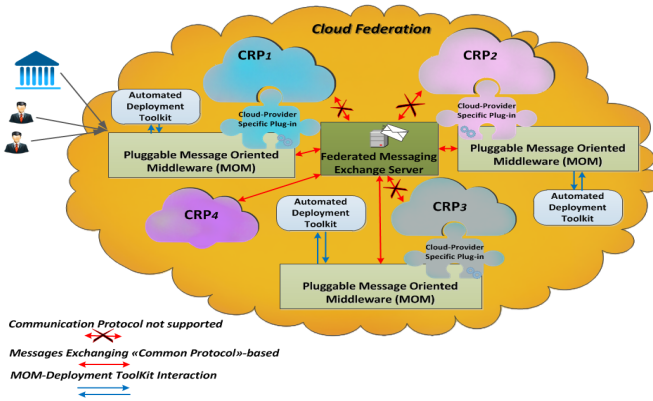 Cloud Federation
CRP1
CRP2
Automated
Deployment
Toolkit
Cloud-Provider
Specific Plug-in
Cloud-Provider
Specific Plug-in
Pluggable Message Oriented
Middleware (MOM)
Federated Messaging
Exchange Server
Pluggable Message Oriented
Middleware (MOM)
CRP4
Automated
Deployment
Toolkit
CRP3
Cloud-Provider
Specific Plug-in
Automated
Deployment
Toolkit
Pluggable Message Oriented
Middleware (MOM)
Communication Protocol not supported
Messages Exchanging «Common Protocol»-based
MOM-Deployment ToolKit Interaction